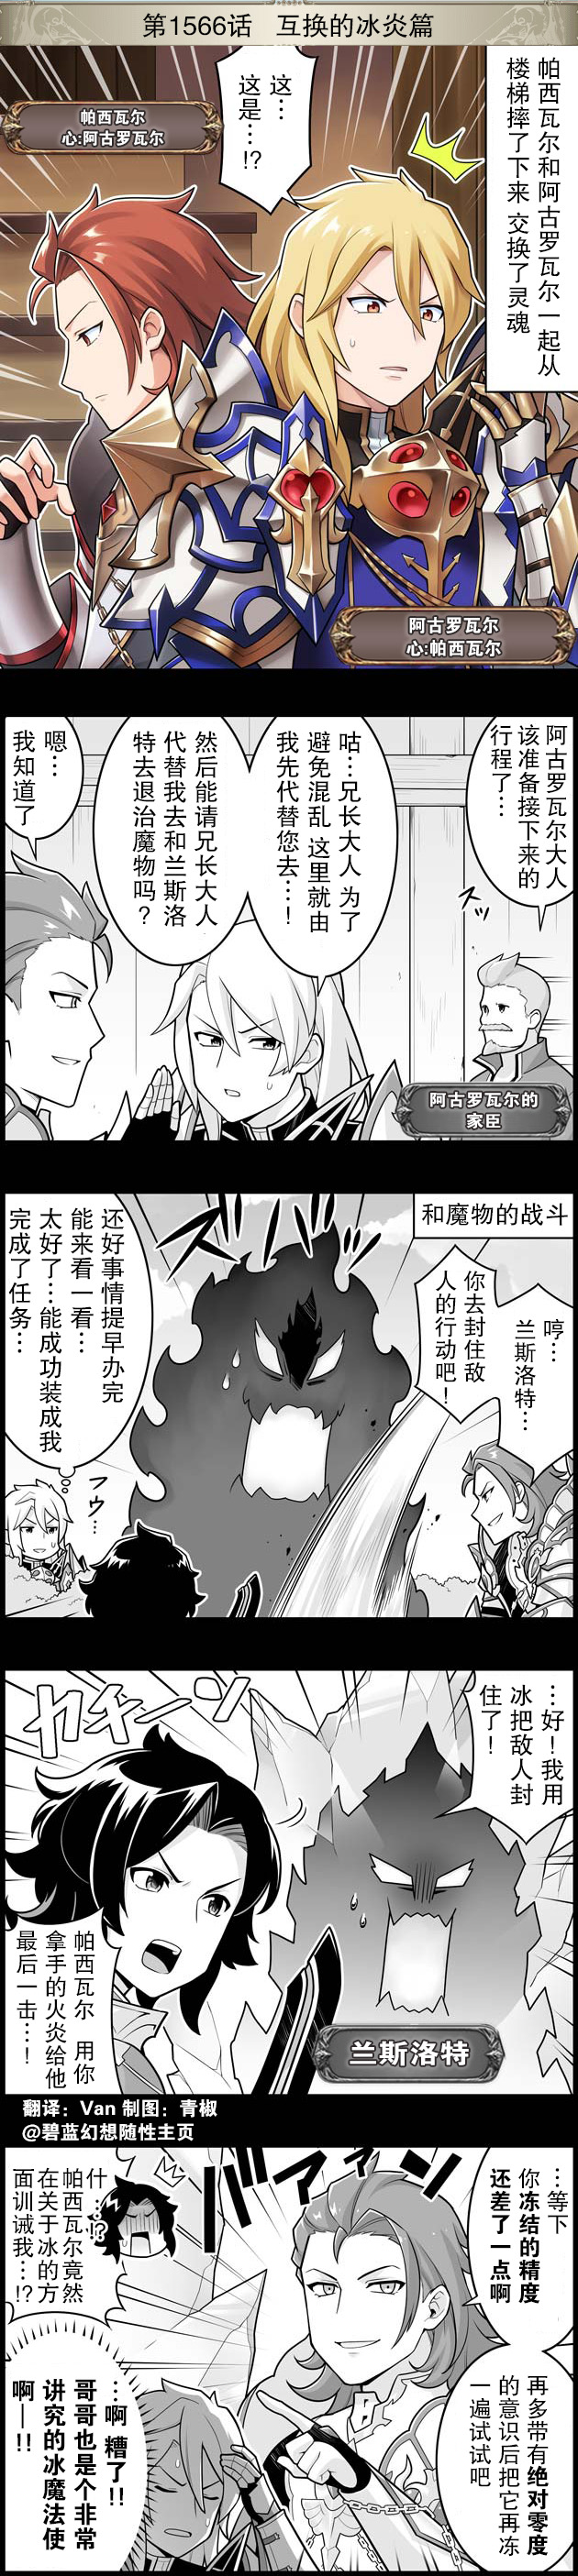 第1566话　互换的冰炎篇
帕西瓦尔和阿古罗瓦尔一起从
楼梯摔了下来 交换了灵魂
这…
这是…!?
帕西瓦尔
心:阿古罗瓦尔
阿古罗瓦尔
心:帕西瓦尔
阿古罗瓦尔大人
该准备接下来的
行程了…
スッ
咕…兄长大人 为了
避免混乱 这里就由
我先代替您去…!
然后能请兄长大人
代替我去和兰斯洛
特去退治魔物吗?
嗯…
我知道了
阿古罗瓦尔的
家臣
和魔物的战斗
哼…
兰斯洛特…
你去封住敌
人的行动吧!
还好事情提早办完
能来看一看…
太好了…能成功装成我
完成了任务…
フウ…
…好!我用
冰把敌人封
住了!
カチーーン
帕西瓦尔 用你
拿手的火炎给他
最后一击…!
兰斯洛特
翻译：Van 制图：青椒
@碧蓝幻想随性主页
…等下
你冻结的精度
还差了一点啊
再多带有绝对零度
的意识后把它再冻
一遍试试吧
ドドン
什…!?
帕西瓦尔竟然
在关于冰的方
面训诫我…!?
…啊 糟了!!
哥哥也是个非常
讲究的冰魔法使
啊—!!